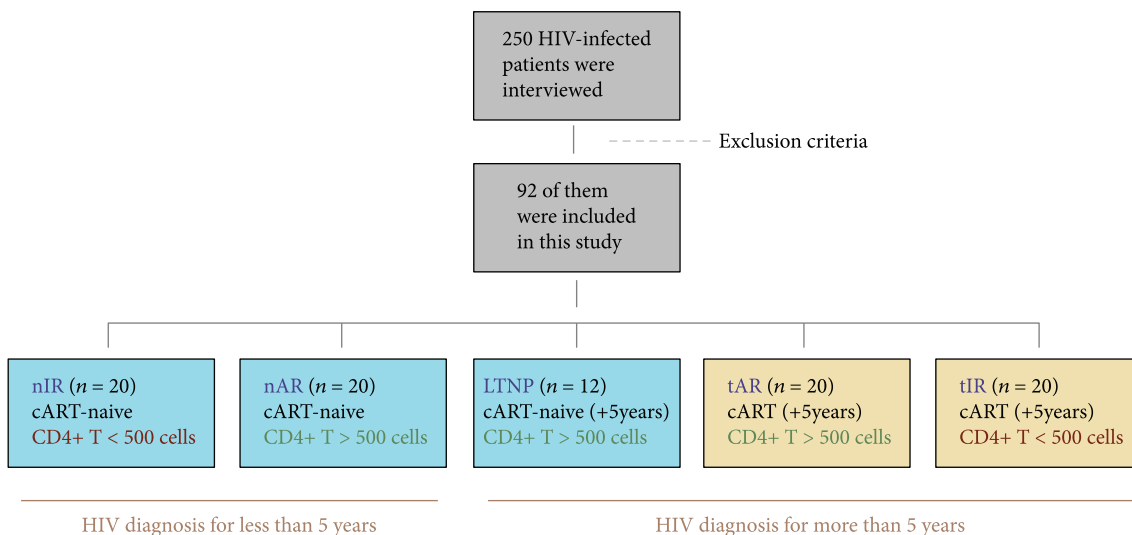 250 HIV-infected
patients were
interviewed
Exclusion criteria
92 of them
were included
in this study
nIR (n = 20)
cART-naive
CD4+ T < 500 cells
nAR (n = 20)
cART-naive
CD4+ T > 500 cells
LTNP (n = 12)
cART-naive (+5years)
CD4+ T > 500 cells
tAR (n = 20)
cART (+5years)
CD4+ T > 500 cells
tIR (n = 20)
cART (+5years)
CD4+ T < 500 cells
HIV diagnosis for less than 5 years
HIV diagnosis for more than 5 years